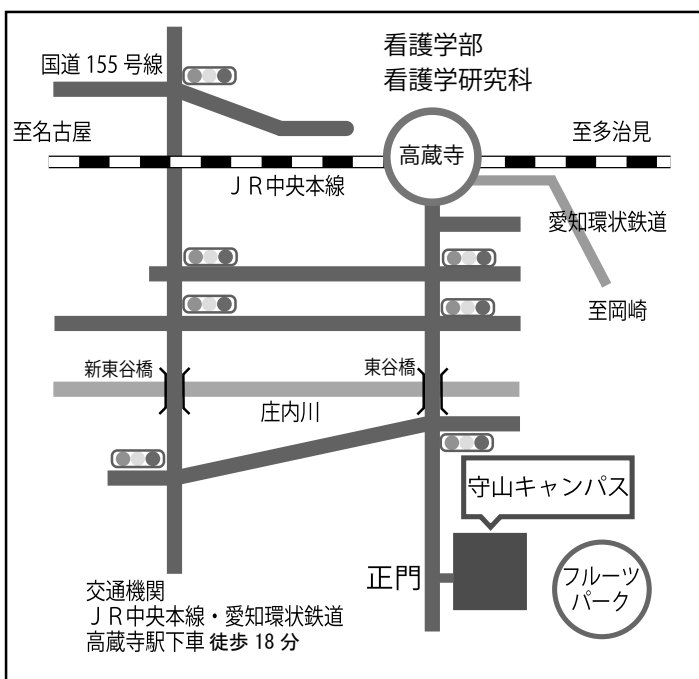 看護学部
看護学研究科
国道 155 号線
至名古屋
至多治見
高蔵寺
ＪＲ中央本線
愛知環状鉄道
至岡崎
新東谷橋
東谷橋
庄内川
守山キャンパス
正門
フルーツ
パーク
交通機関
ＪＲ中央本線・愛知環状鉄道
高蔵寺駅下車 徒歩 18 分